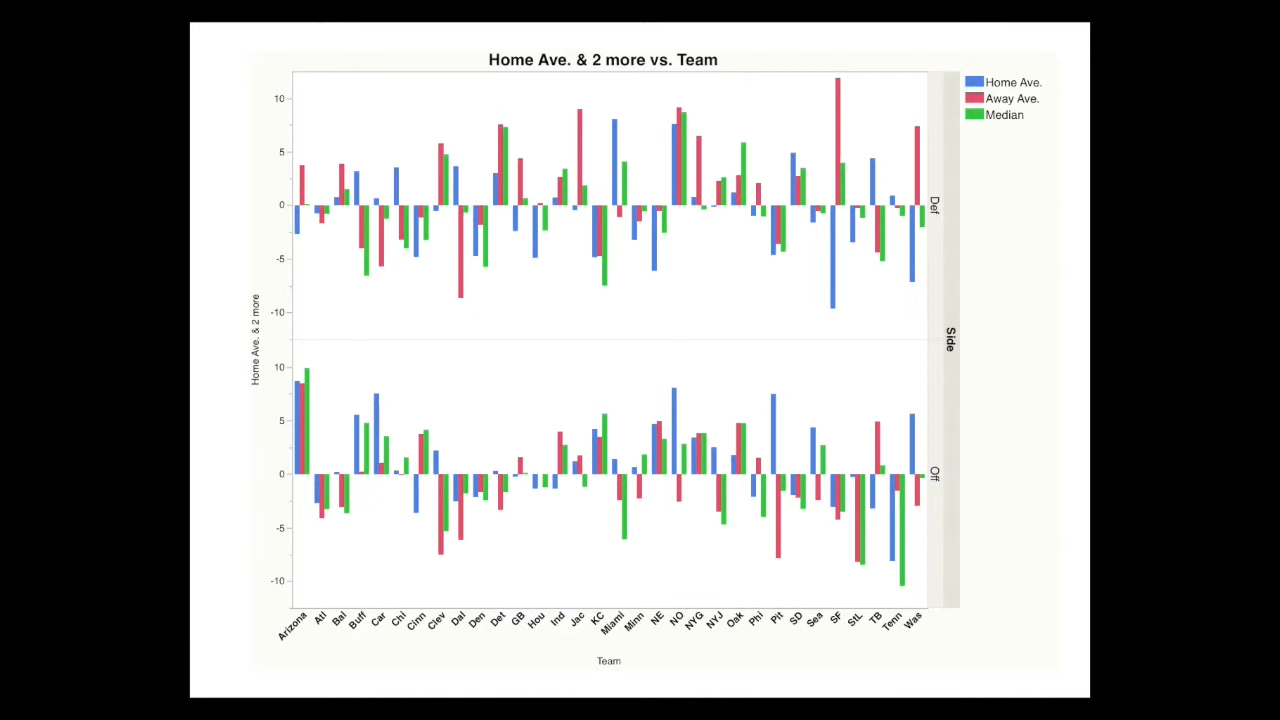 Home Ave. & 2 more vs. Team
Home Ave.
Away Ave.
Median
10
5
0
-5
-10
Def
10
5
0
-5
-10
Off
Side
Home Ave. & 2 more
Arizona
Atl
Bal
Buff
Car
Chi
Cinn
Clev
Dal
Den
Det
GB
Hou
Ind
Jac
KC
Miami
Minn
NE
NO
NYG
NYJ
Oak
Phi
Pit
SD
Sea
SF
StL
TB
Tenn
Was
Team